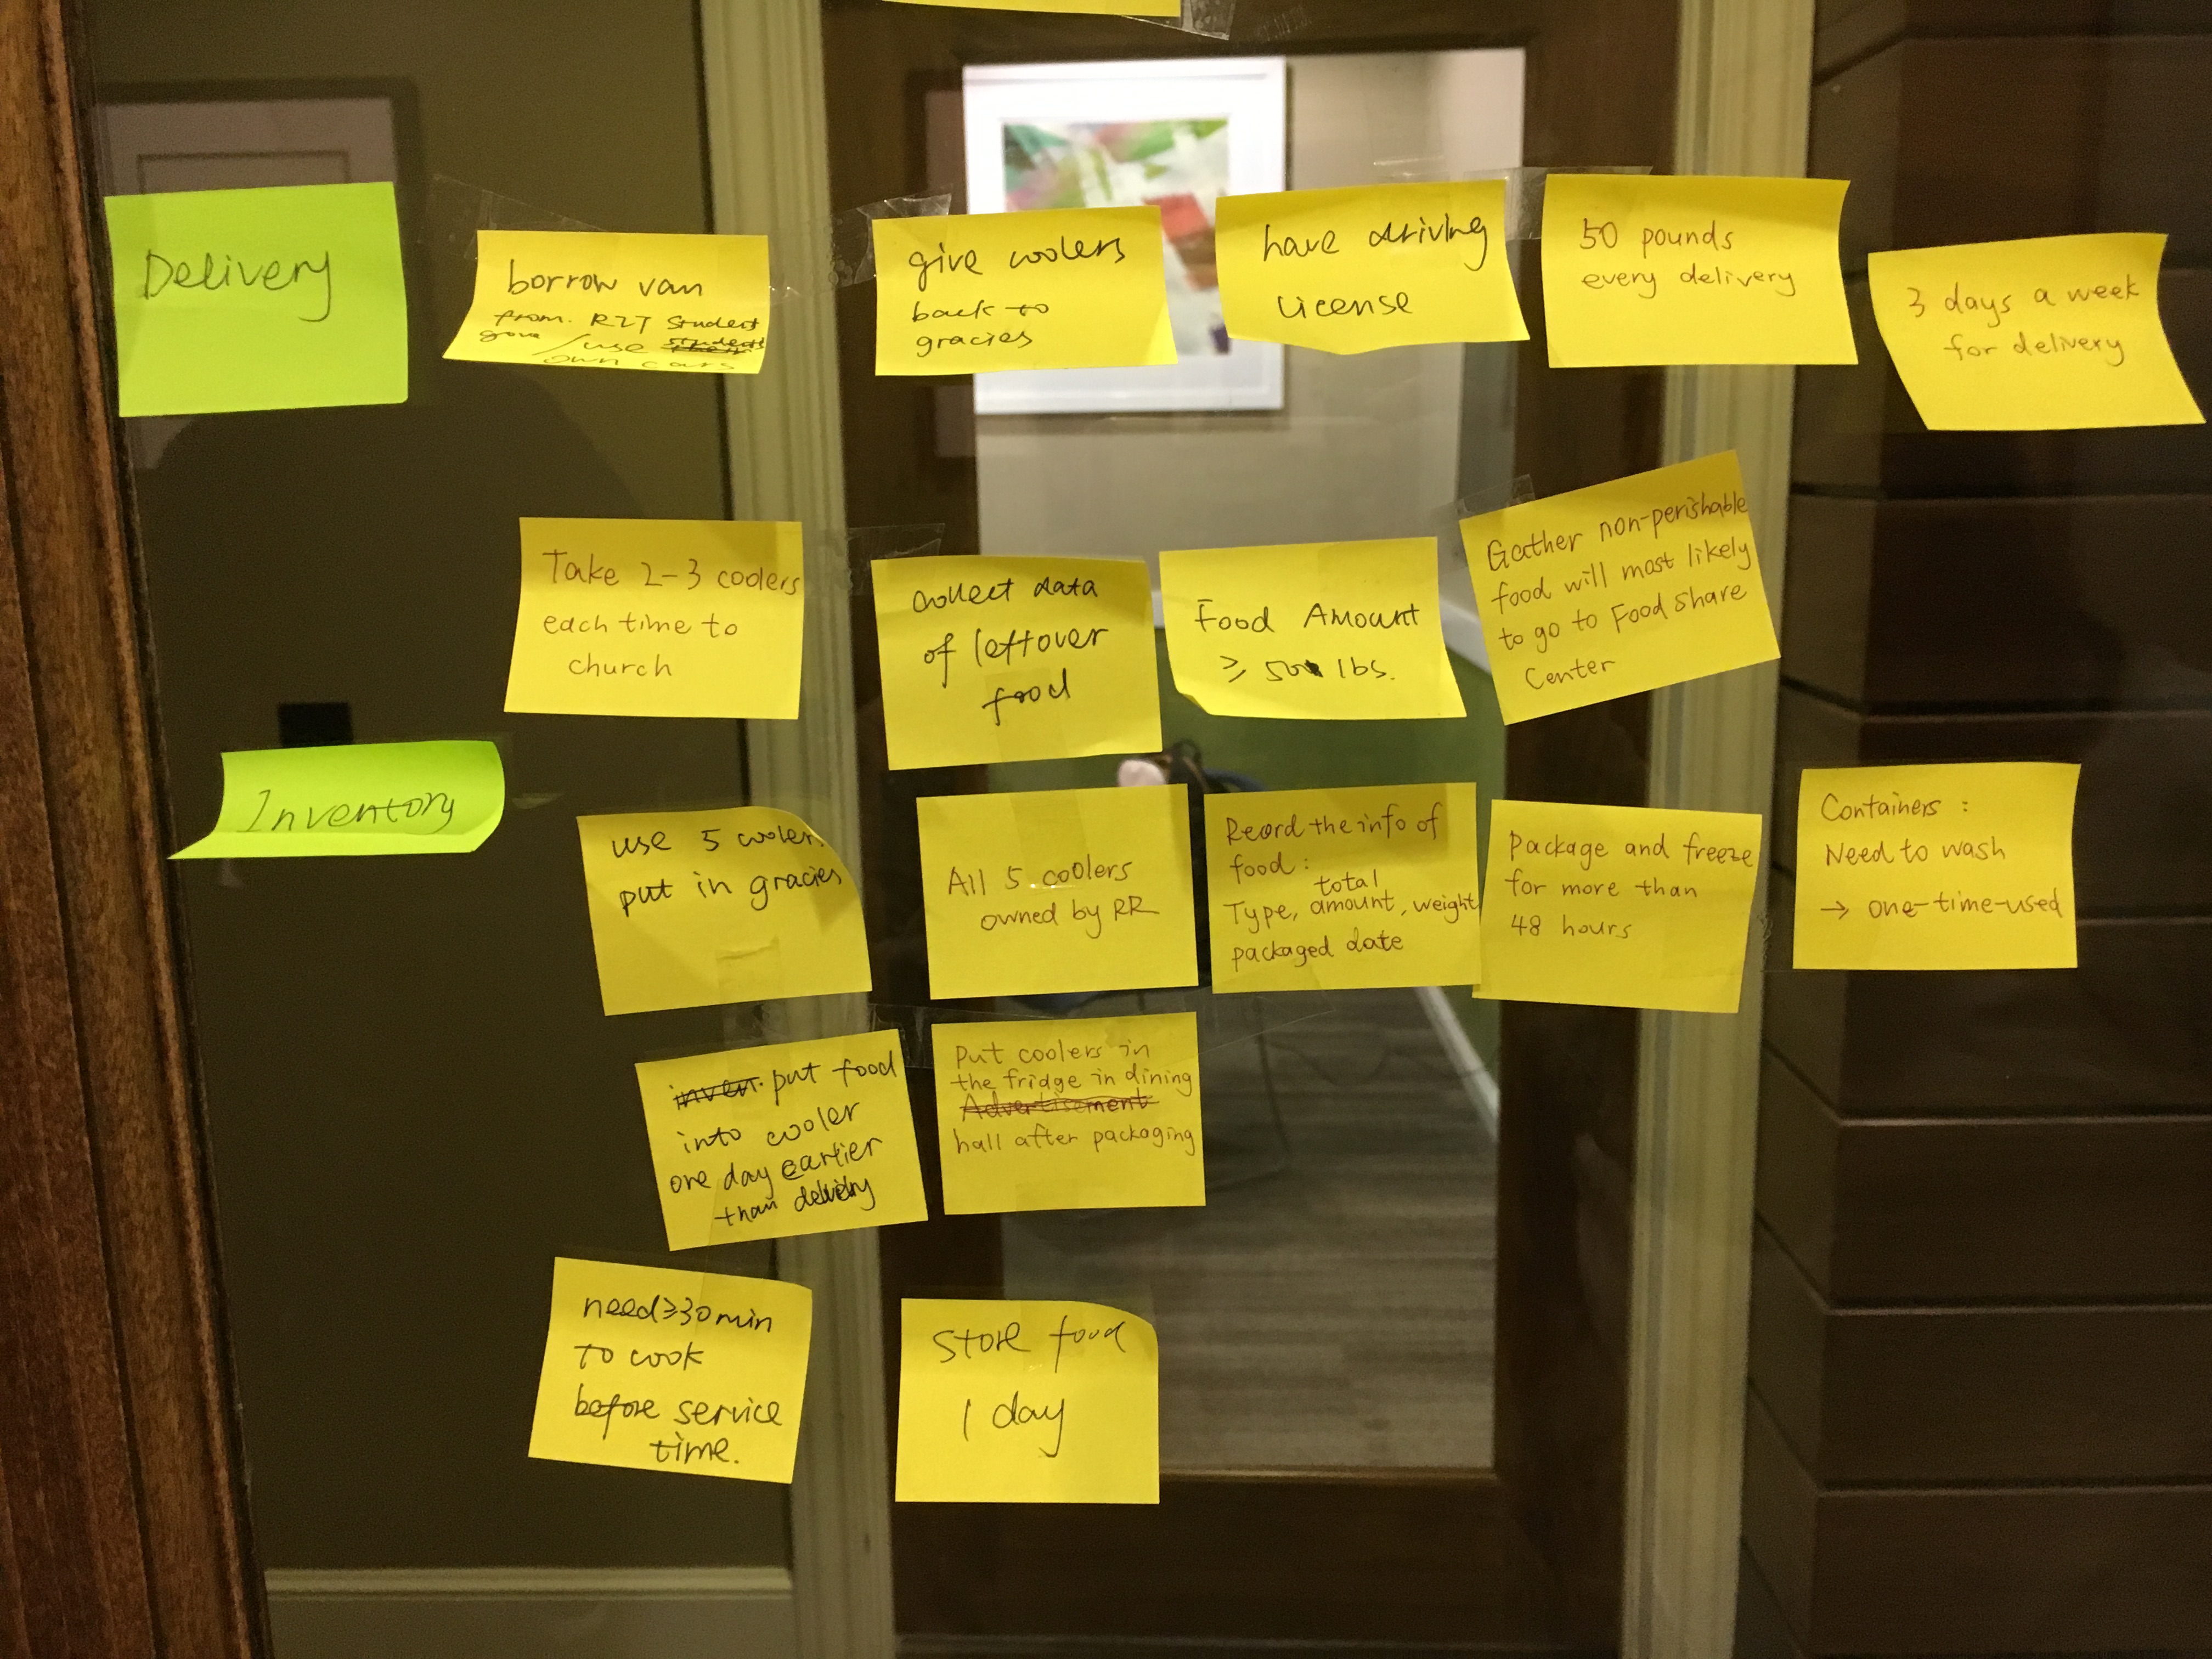 Delivery
borrow van
from RIT Student
gove / use students
own cars
give coolers
back to
gracies
have driving
license
50 pounds
every delivery
3 days a week
for delivery
Take 2-3 coolers
each time to
church
collect data
of leftover
food
Food Amount
≥ 50 lbs.
Gather non-perishable
food will most likely
to go to Food Share
Center
Inventory
use 5 coolers
put in gracies
All 5 coolers
owned by RR
Record the info of
food:
total
Type, amount, weight
packaged date
Package and freeze
for more than
48 hours
Containers:
Need to wash
→ one-time-used
inven. put food
into cooler
one day earlier
than delivery
Put coolers in
the fridge in dining
Advertisement
hall after packaging
need ≥30min
to cook
before service
time.
store food
1 day